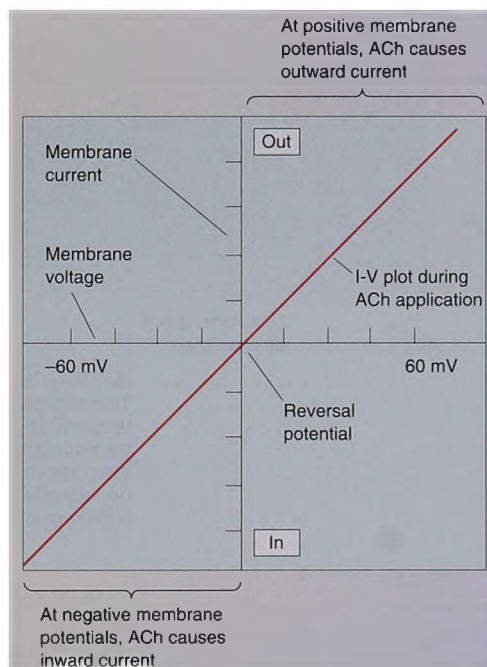 At positive membrane
potentials, ACh causes
outward current
Out
Membrane
current
Membrane
voltage
I-V plot during
ACh application
–60 mV
60 mV
Reversal
potential
In
At negative membrane
potentials, ACh causes
inward current